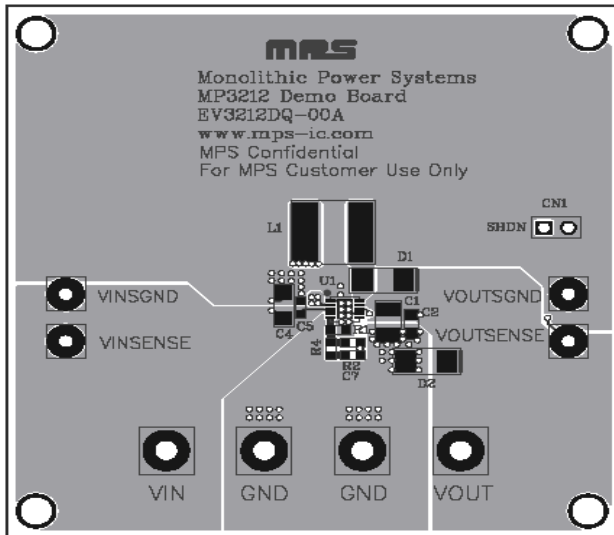 mps
Monolithic Power Systems
MP3212 Demo Board
EV3212DQ-00A
www.mps-ic.com
MPS Confidential
For MPS Customer Use Only
CN1
SHDN
L1
D1
U1
VINSGND
VOUTSGND
C1
C2
C4
C5
VINSENSE
VOUTSENSE
R4
R1
R2
C7
D2
VIN
GND
GND
VOUT